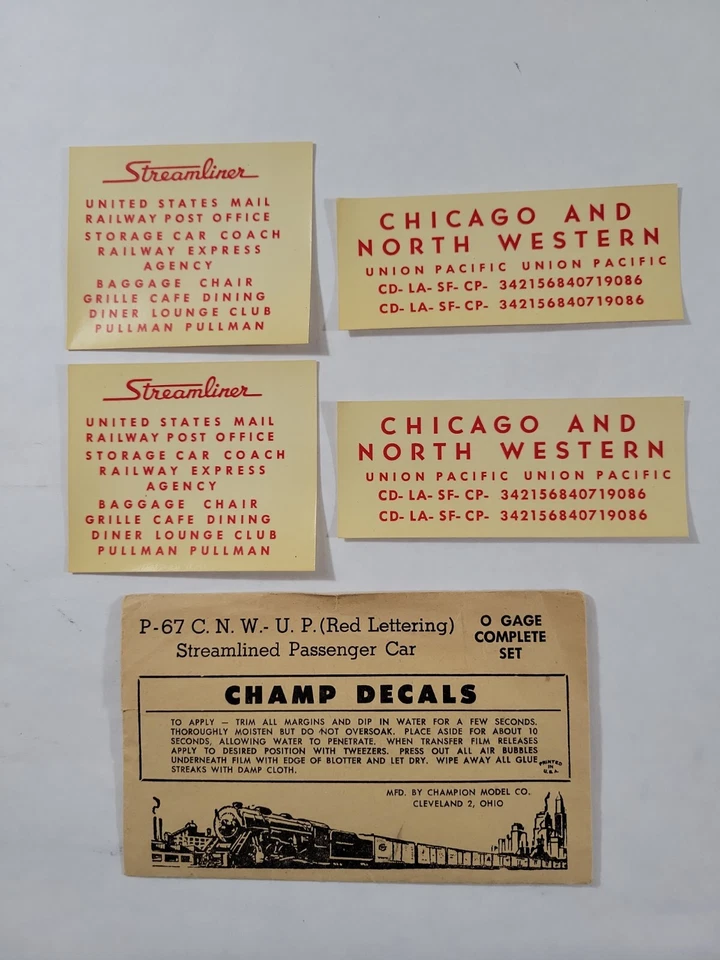 Streamliner
UNITED STATES MAIL
RAILWAY POST OFFICE
STORAGE CAR COACH
RAILWAY EXPRESS
AGENCY
BAGGAGE CHAIR
GRILLE CAFE DINING
DINER LOUNGE CLUB
PULLMAN PULLMAN
CHICAGO AND
NORTH WESTERN
UNION PACIFIC UNION PACIFIC
CD- LA- SF- CP- 342156840719086
CD- LA- SF- CP- 342156840719086
Streamliner
UNITED STATES MAIL
RAILWAY POST OFFICE
STORAGE CAR COACH
RAILWAY EXPRESS
AGENCY
BAGGAGE CHAIR
GRILLE CAFE DINING
DINER LOUNGE CLUB
PULLMAN PULLMAN
CHICAGO AND
NORTH WESTERN
UNION PACIFIC UNION PACIFIC
CD- LA- SF- CP- 342156840719086
CD- LA- SF- CP- 342156840719086
P-67 C. N. W.- U. P. (Red Lettering)
Streamlined Passenger Car
O GAGE
COMPLETE
SET
CHAMP DECALS
TO APPLY — TRIM ALL MARGINS AND DIP IN WATER FOR A FEW SECONDS.
THOROUGHLY MOISTEN BUT DO NOT OVERSOAK. PLACE ASIDE FOR ABOUT 10
SECONDS, ALLOWING WATER TO PENETRATE. WHEN TRANSFER FILM RELEASES
APPLY TO DESIRED POSITION WITH TWEEZERS. PRESS OUT ALL AIR BUBBLES
UNDERNEATH FILM WITH EDGE OF BLOTTER AND LET DRY. WIPE AWAY ALL GLUE
STREAKS WITH DAMP CLOTH.
PRINTED
IN
U.S.A.
MFD. BY CHAMPION MODEL CO.
CLEVELAND 2, OHIO